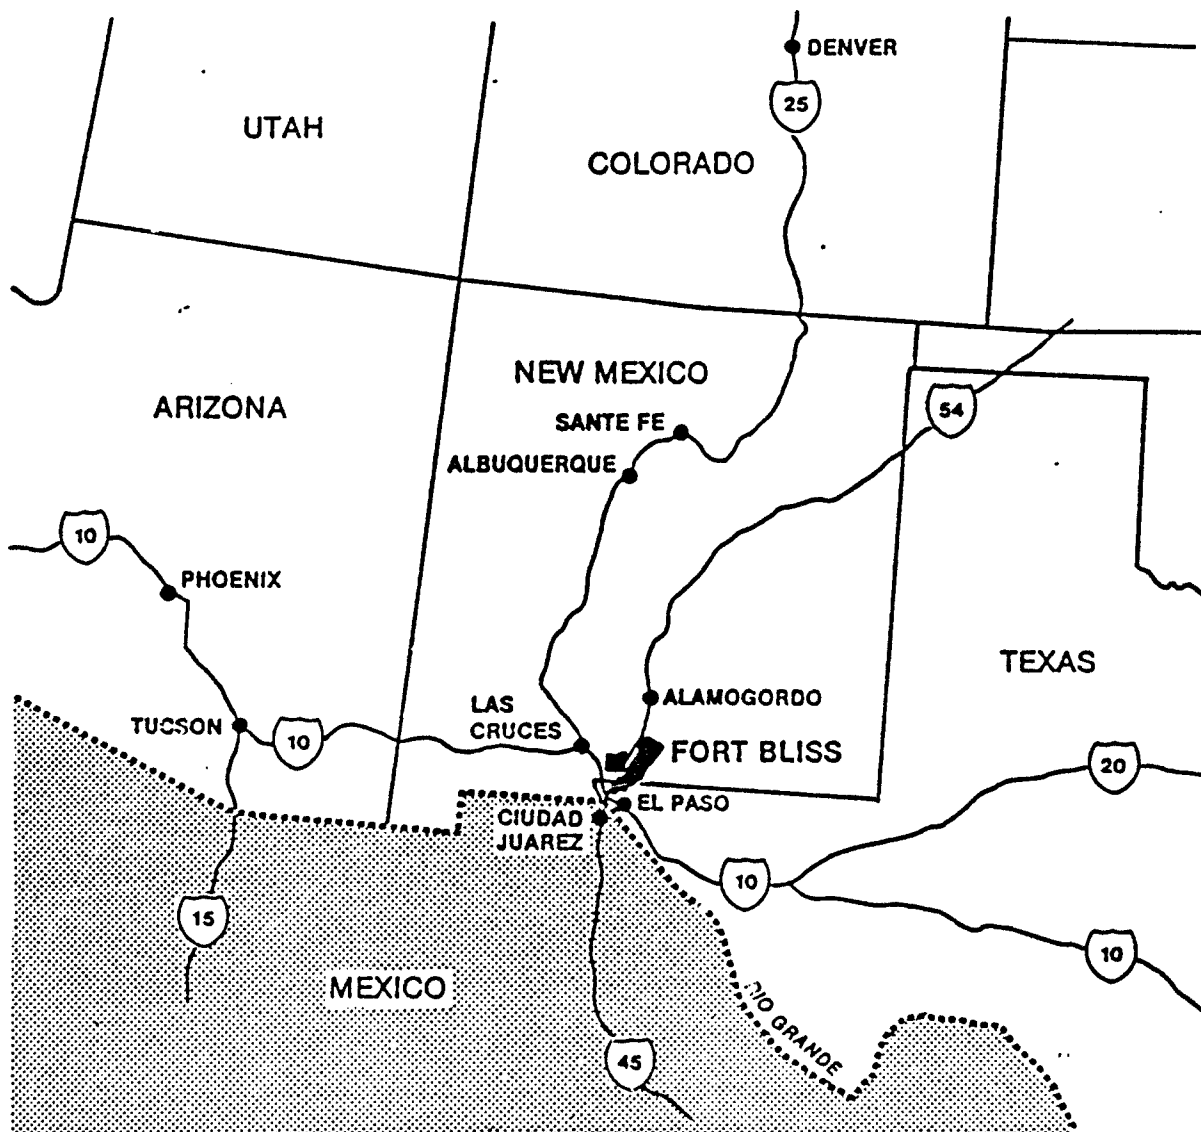 DENVER
25
UTAH
COLORADO
NEW MEXICO
ARIZONA
54
SANTE FE
ALBUQUERQUE
10
PHOENIX
TEXAS
ALAMOGORDO
LAS
CRUCES
TUCSON
10
FORT BLISS
20
EL PASO
CIUDAD
JUAREZ
10
15
10
MEXICO
RIO GRANDE
45